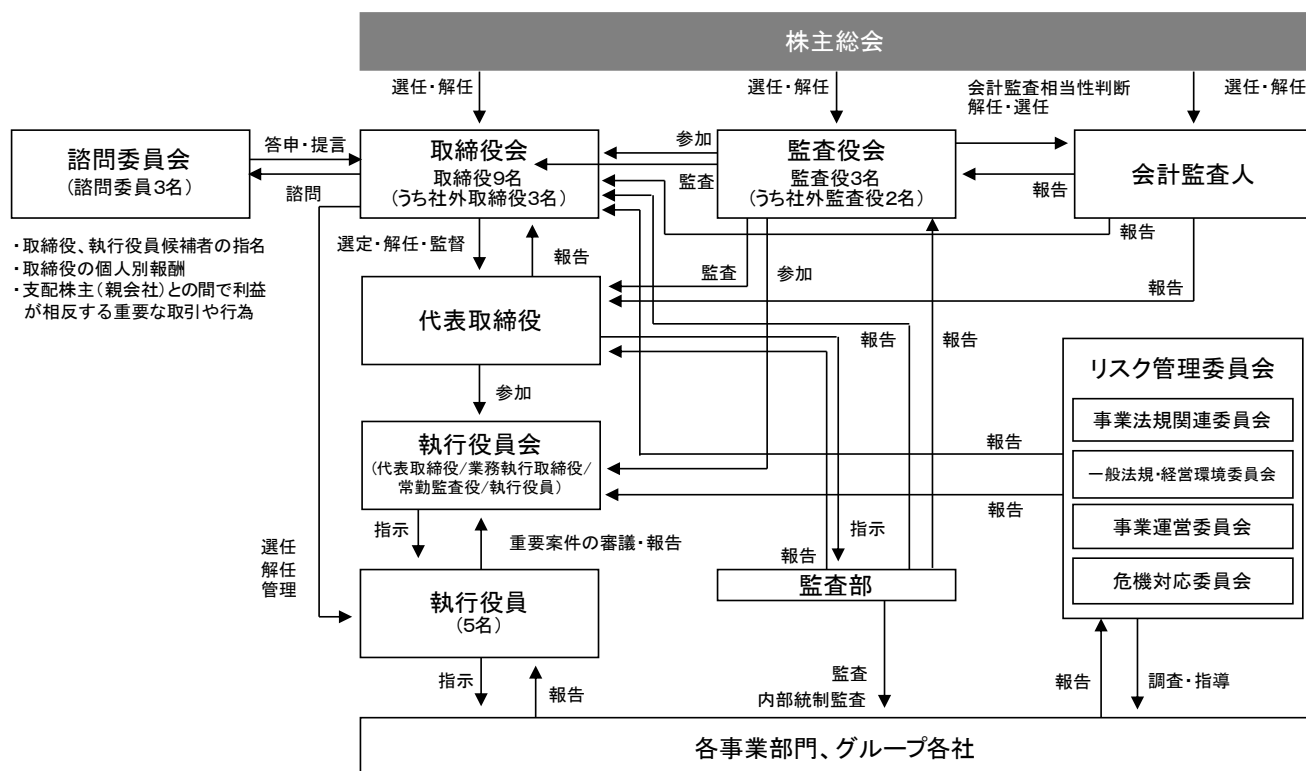 株主総会
選任・解任
選任・解任
会計監査相当性判断
解任・選任
選任・解任
諮問委員会
(諮問委員3名)
答申・提言
諮問
取締役会
取締役9名
(うち社外取締役3名)
参加
監査
監査役会
監査役3名
(うち社外監査役2名)
報告
会計監査人
・取締役、執行役員候補者の指名
・取締役の個人別報酬
・支配株主(親会社)との間で利益
が相反する重要な取引や行為
選定・解任・監督
報告
監査
参加
報告
報告
代表取締役
報告
報告
参加
リスク管理委員会
事業法規関連委員会
一般法規・経営環境委員会
事業運営委員会
危機対応委員会
執行役員会
(代表取締役/業務執行取締役/
常勤監査役/執行役員)
報告
報告
指示
重要案件の審議・報告
報告
指示
選任
解任
管理
執行役員
(5名)
監査部
指示
報告
監査
内部統制監査
報告
調査・指導
各事業部門、グループ各社